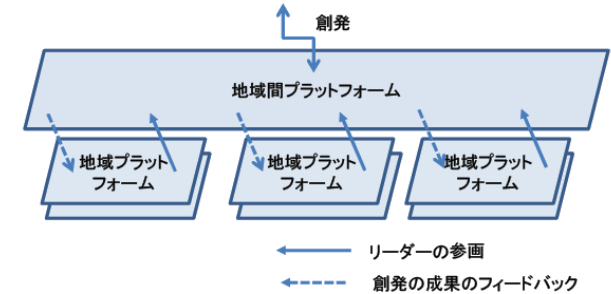 創発
地域間プラットフォーム
地域プラット
フォーム
地域プラット
フォーム
地域プラット
フォーム
リーダーの参画
創発の成果のフィードバック